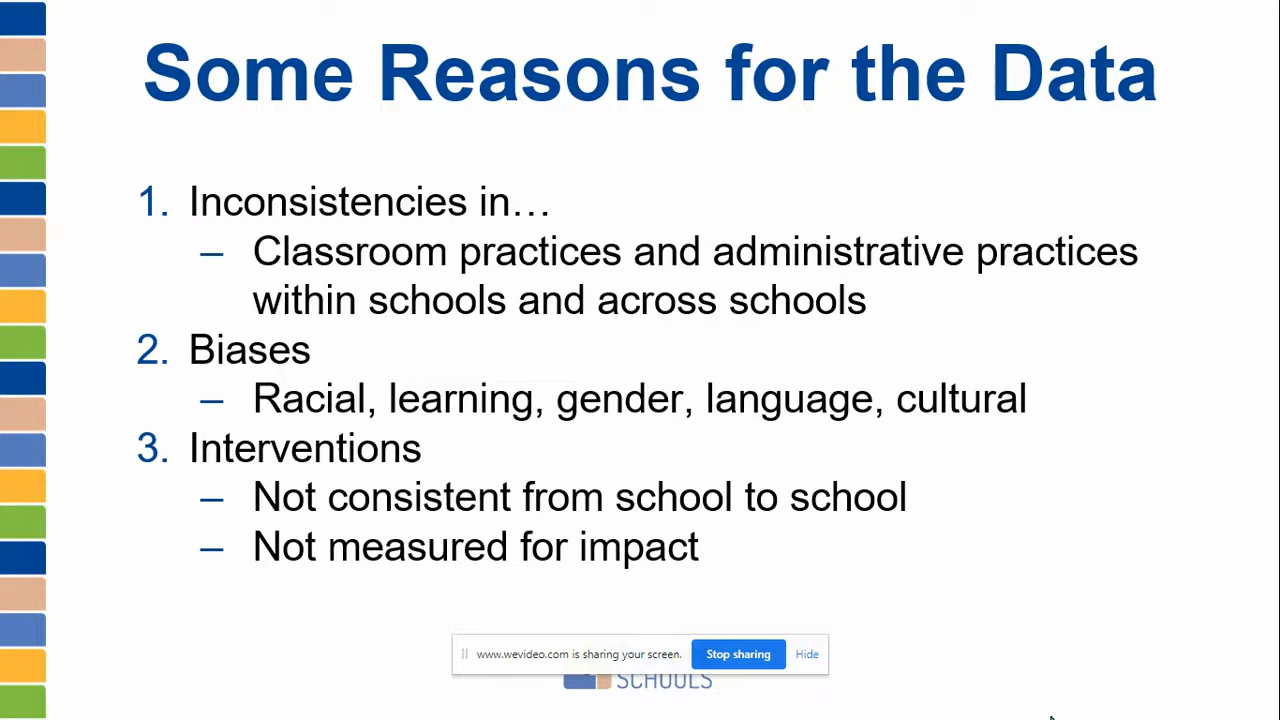 Some Reasons for the Data
1. Inconsistencies in…
– Classroom practices and administrative practices
within schools and across schools
2. Biases
– Racial, learning, gender, language, cultural
3. Interventions
– Not consistent from school to school
– Not measured for impact
www.wevideo.com is sharing your screen. Stop sharing Hide
SCHOOLS